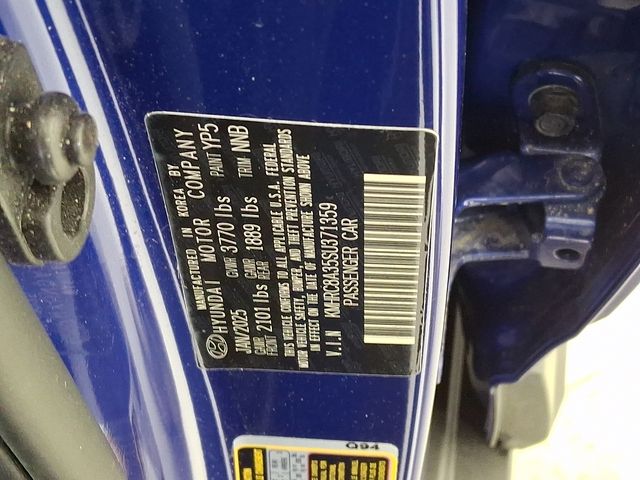 MANUFACTURED IN KOREA BY
HYUNDAI MOTOR COMPANY
JAN/2025 GVWR 3770 lbs PAINT YP5
GAWR FRONT 2101 lbs GAWR REAR 1889 lbs TRIM NNB
THIS VEHICLE CONFORMS TO ALL APPLICABLE U.S.A. FEDERAL
MOTOR VEHICLE SAFETY, BUMPER, AND THEFT PREVENTION STANDARDS
IN EFFECT ON THE DATE OF MANUFACTURE SHOWN ABOVE
V.I.N KMHRC8A35SU371359
PASSENGER CAR
Q94